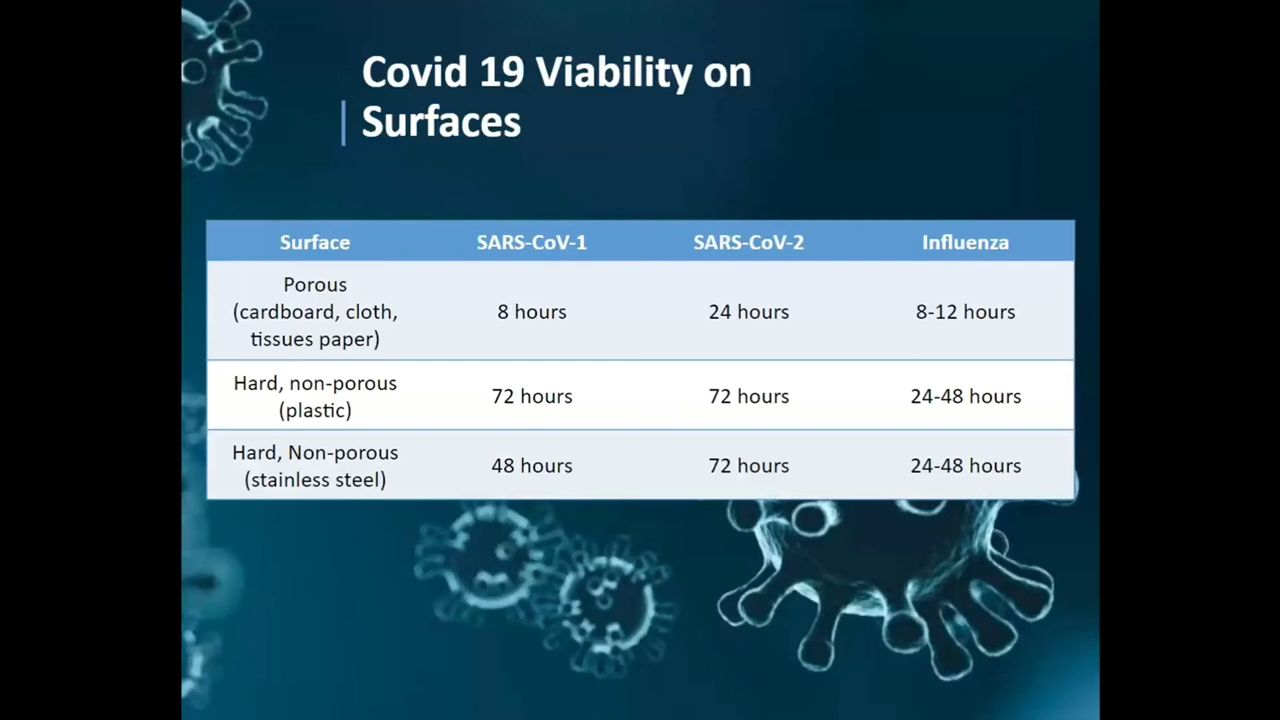 Covid 19 Viability on
Surfaces
Surface SARS-CoV-1 SARS-CoV-2 Influenza
Porous
(cardboard, cloth,
tissues paper)
8 hours 24 hours 8-12 hours
Hard, non-porous
(plastic)
72 hours 72 hours 24-48 hours
Hard, Non-porous
(stainless steel)
48 hours 72 hours 24-48 hours